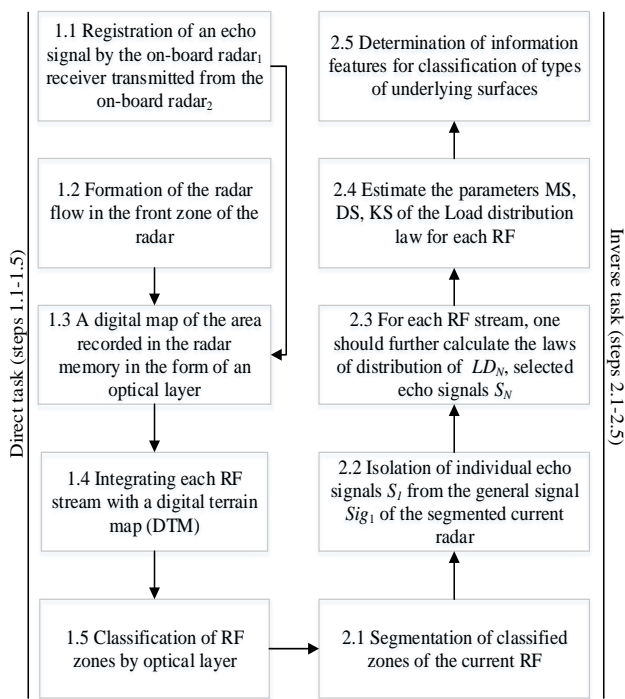 Direct task (steps 1.1-1.5)
1.1 Registration of an echo
signal by the on-board radar₁
receiver transmitted from the
on-board radar₂
1.2 Formation of the radar
flow in the front zone of the
radar
1.3 A digital map of the area
recorded in the radar
memory in the form of an
optical layer
1.4 Integrating each RF
stream with a digital terrain
map (DTM)
1.5 Classification of RF
zones by optical layer
2.5 Determination of information
features for classification of types
of underlying surfaces
2.4 Estimate the parameters MS,
DS, KS of the Load distribution
law for each RF
2.3 For each RF stream, one
should further calculate the laws
of distribution of LD_N, selected
echo signals S_N
2.2 Isolation of individual echo
signals S_I from the general signal
Sig₁ of the segmented current
radar
2.1 Segmentation of classified
zones of the current RF
Inverse task (steps 2.1-2.5)